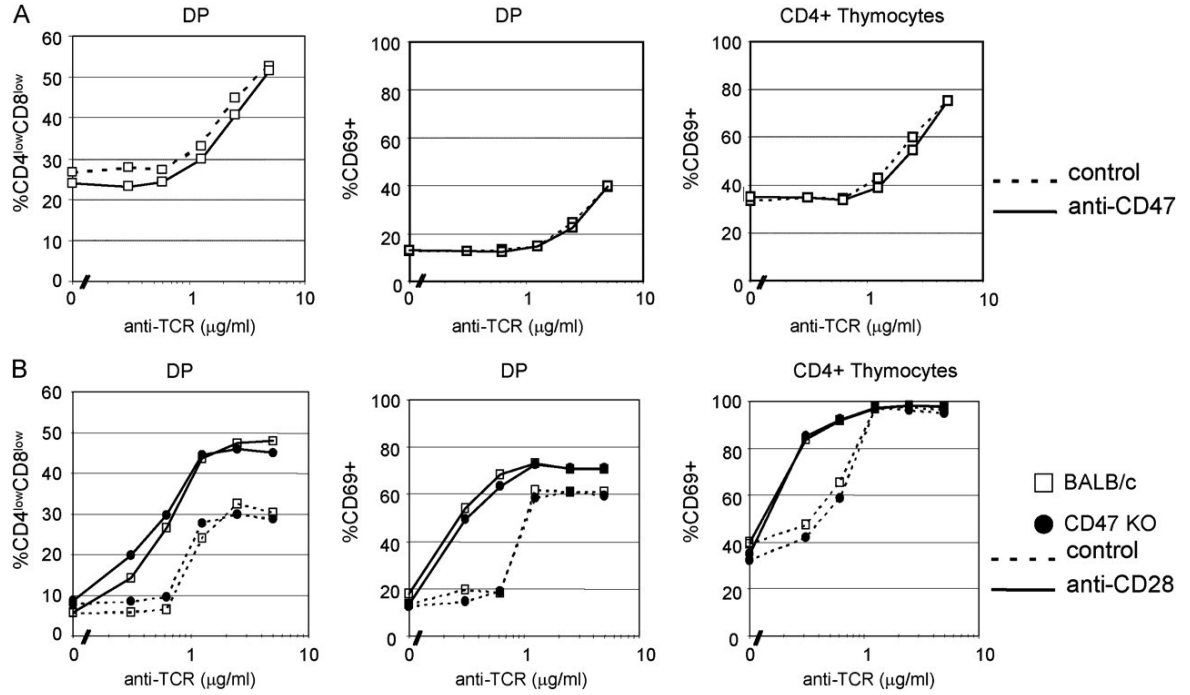 A
DP
DP
CD4+ Thymocytes
%CD4lowCD8low
60
50
40
30
20
10
0
0
1
10
anti-TCR (μg/ml)
%CD69+
100
80
60
40
20
0
0
1
10
anti-TCR (μg/ml)
%CD69+
100
80
60
40
20
0
0
1
10
anti-TCR (μg/ml)
control
anti-CD47
B
DP
DP
CD4+ Thymocytes
%CD4lowCD8low
60
50
40
30
20
10
0
0
1
10
anti-TCR (μg/ml)
%CD69+
100
80
60
40
20
0
0
1
10
anti-TCR (μg/ml)
%CD69+
100
80
60
40
20
0
0
1
10
anti-TCR (μg/ml)
BALB/c
CD47 KO
control
anti-CD28